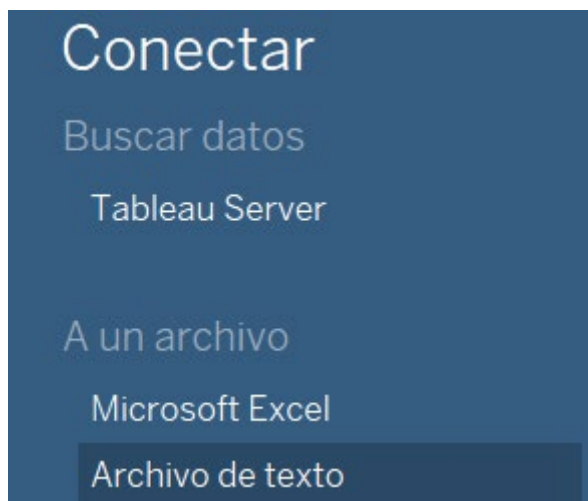 Conectar
Buscar datos
Tableau Server
A un archivo
Microsoft Excel
Archivo de texto